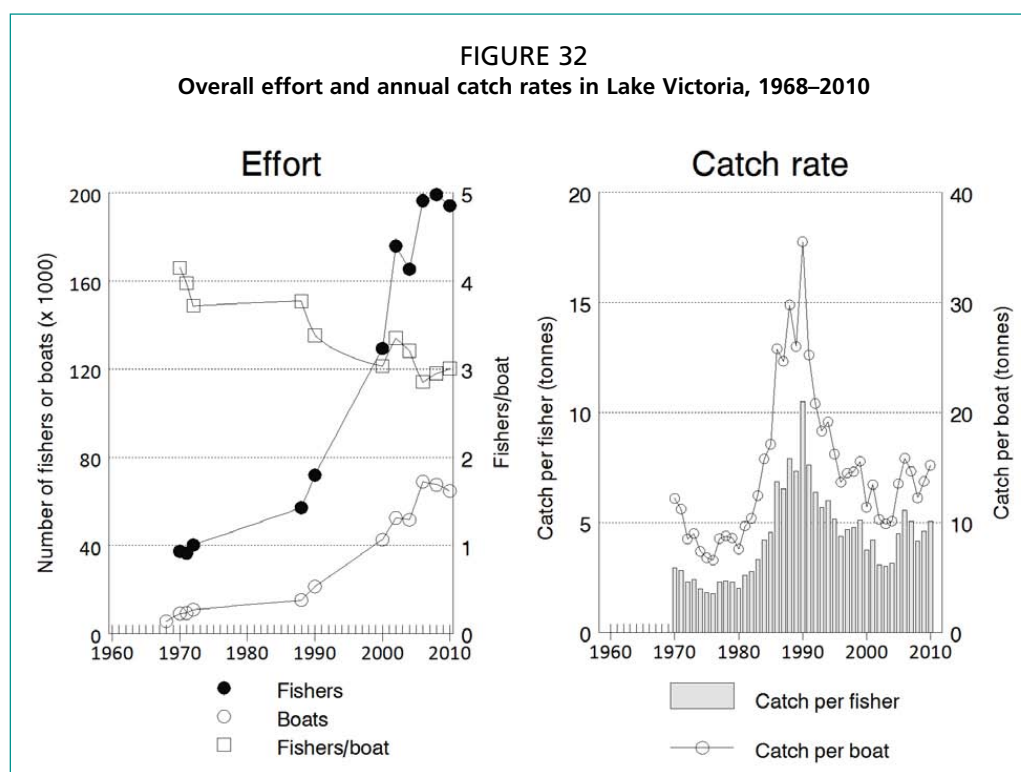 FIGURE 32
Overall effort and annual catch rates in Lake Victoria, 1968–2010
Effort
200
160
120
80
40
0
Number of fishers or boats (x 1000)
5
4
3
2
1
0
Fishers/boat
1960
1970
1980
1990
2000
2010
Fishers
Boats
Fishers/boat
Catch rate
20
15
10
5
0
Catch per fisher (tonnes)
40
30
20
10
0
Catch per boat (tonnes)
1960
1970
1980
1990
2000
2010
Catch per fisher
Catch per boat